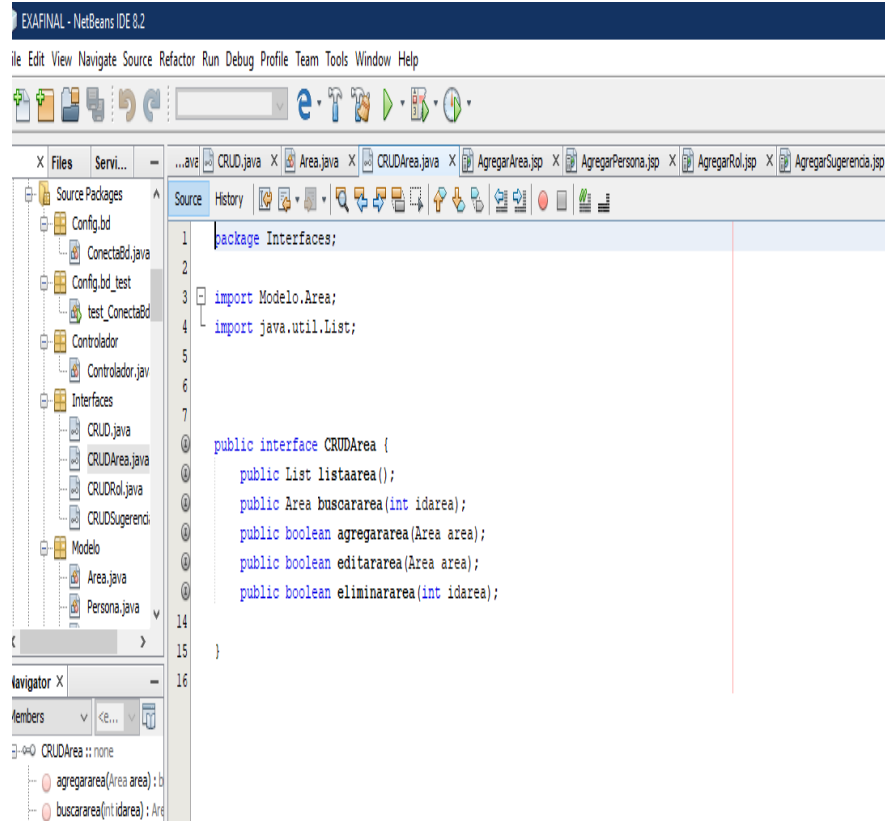 EXAFINAL - NetBeans IDE 8.2
ile Edit View Navigate Source Refactor Run Debug Profile Team Tools Window Help
X Files Servi... –
...ava CRUD.java X Area.java X CRUDArea.java X AgregarArea.jsp X AgregarPersona.jsp X AgregarRol.jsp X AgregarSugerencia.jsp
Source History
Source Packages
Config.bd
ConectaBd.java
Config.bd_test
test_ConectaBd
Controlador
Controlador.jav
Interfaces
CRUD.java
CRUDArea.java
CRUDRol.java
CRUDSugerenci
Modelo
Area.java
Persona.java
1 package Interfaces;
2
3 import Modelo.Area;
4 import java.util.List;
5
6
7
public interface CRUDArea {
public List listaarea();
public Area buscararea(int idarea);
public boolean agregararea(Area area);
public boolean editararea(Area area);
public boolean eliminararea(int idarea);
14
15 }
16
Navigator X –
Members <e...
CRUDArea :: none
agregararea(Area area) : b
buscararea(int idarea) : Are